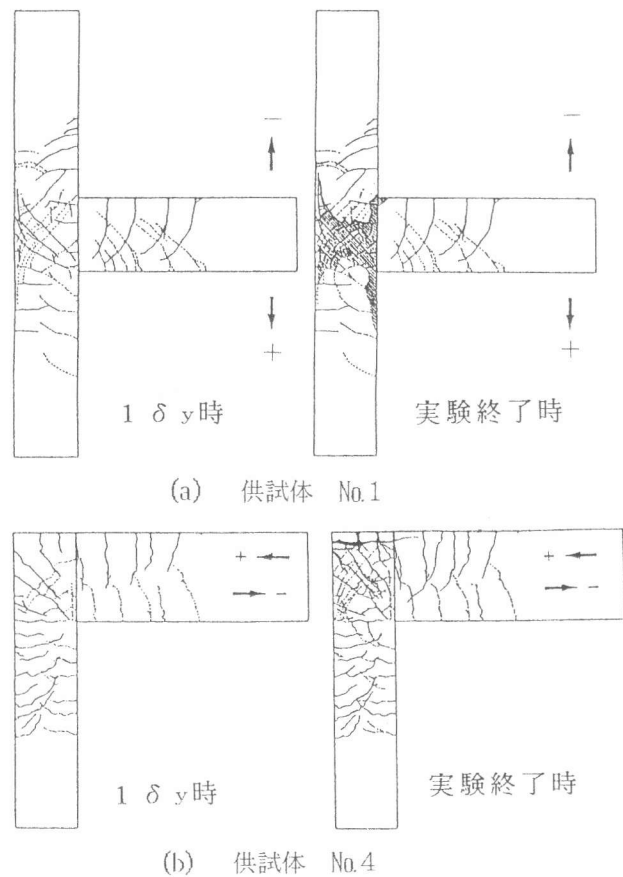 − −
+ +
1 δ y時 実験終了時
(a) 供試体 No.1
+ +
− −
1 δ y時 実験終了時
(b) 供試体 No.4